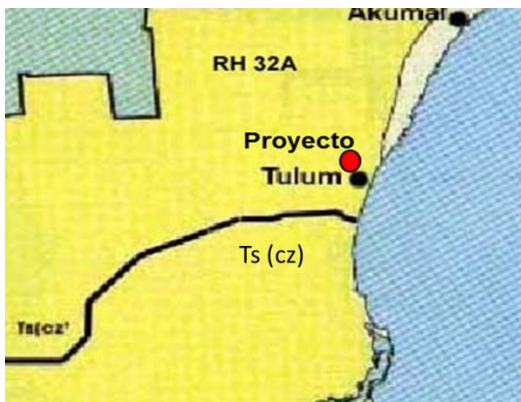 Akumal
RH 32A
Proyecto
Tulum
Ts (cz)
Ts(cz'